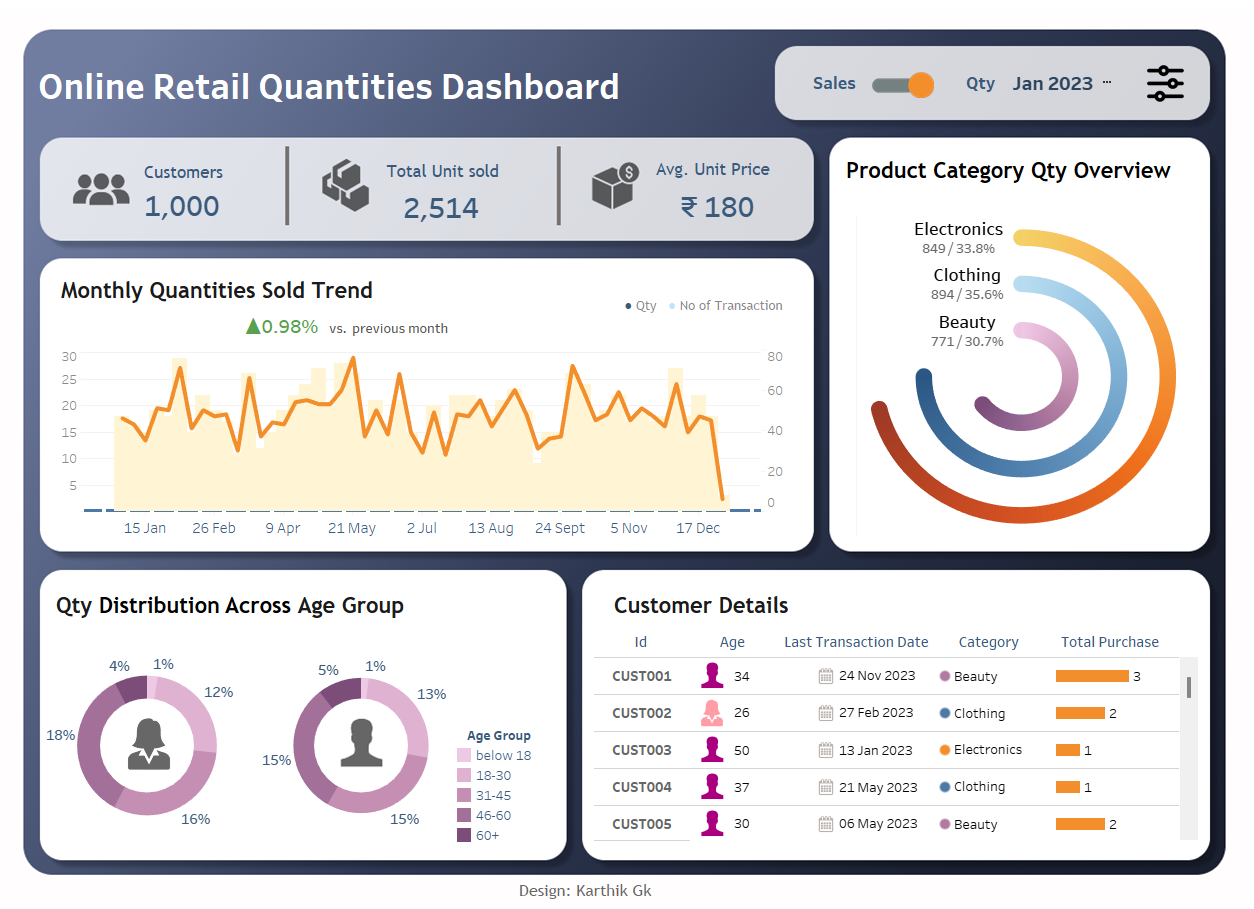 Online Retail Quantities Dashboard
Sales Qty Jan 2023 ...
Customers
1,000
Total Unit sold
2,514
Avg. Unit Price
₹ 180
$
Product Category Qty Overview
Electronics
849 / 33.8%
Clothing
894 / 35.6%
Beauty
771 / 30.7%
Monthly Quantities Sold Trend
Qty No of Transaction
▲0.98% vs. previous month
30
25
20
15
10
5
80
60
40
20
0
15 Jan 26 Feb 9 Apr 21 May 2 Jul 13 Aug 24 Sept 5 Nov 17 Dec
Qty Distribution Across Age Group
4% 1%
12%
18%
16%
5% 1%
13%
15%
15%
Age Group
below 18
18-30
31-45
46-60
60+
Customer Details
Id Age Last Transaction Date Category Total Purchase
CUST001 34 24 Nov 2023 Beauty 3
CUST002 26 27 Feb 2023 Clothing 2
CUST003 50 13 Jan 2023 Electronics 1
CUST004 37 21 May 2023 Clothing 1
CUST005 30 06 May 2023 Beauty 2
Design: Karthik Gk